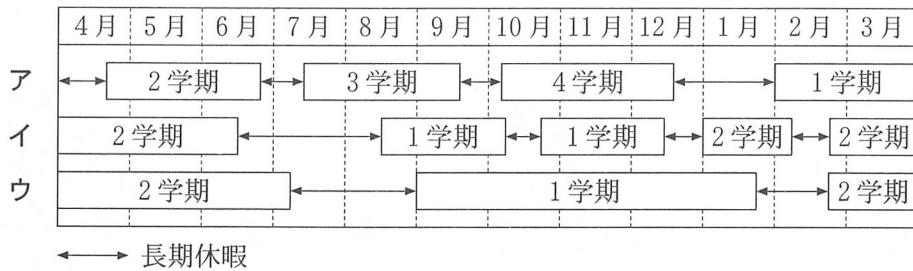 4月 5月 6月 7月 8月 9月 10月 11月 12月 1月 2月 3月
ア 2学期 3学期 4学期 1学期
イ 2学期 1学期 1学期 2学期 2学期
ウ 2学期 1学期 2学期
長期休暇